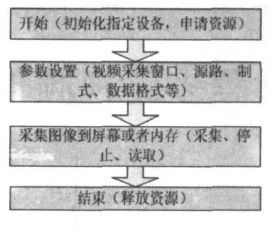 开始（初始化指定设备，申请资源）
参数设置（视频采集窗口、源路、制
式、数据格式等）
采集图像到屏幕或者内存（采集、停
止、读取）
结束（释放资源）